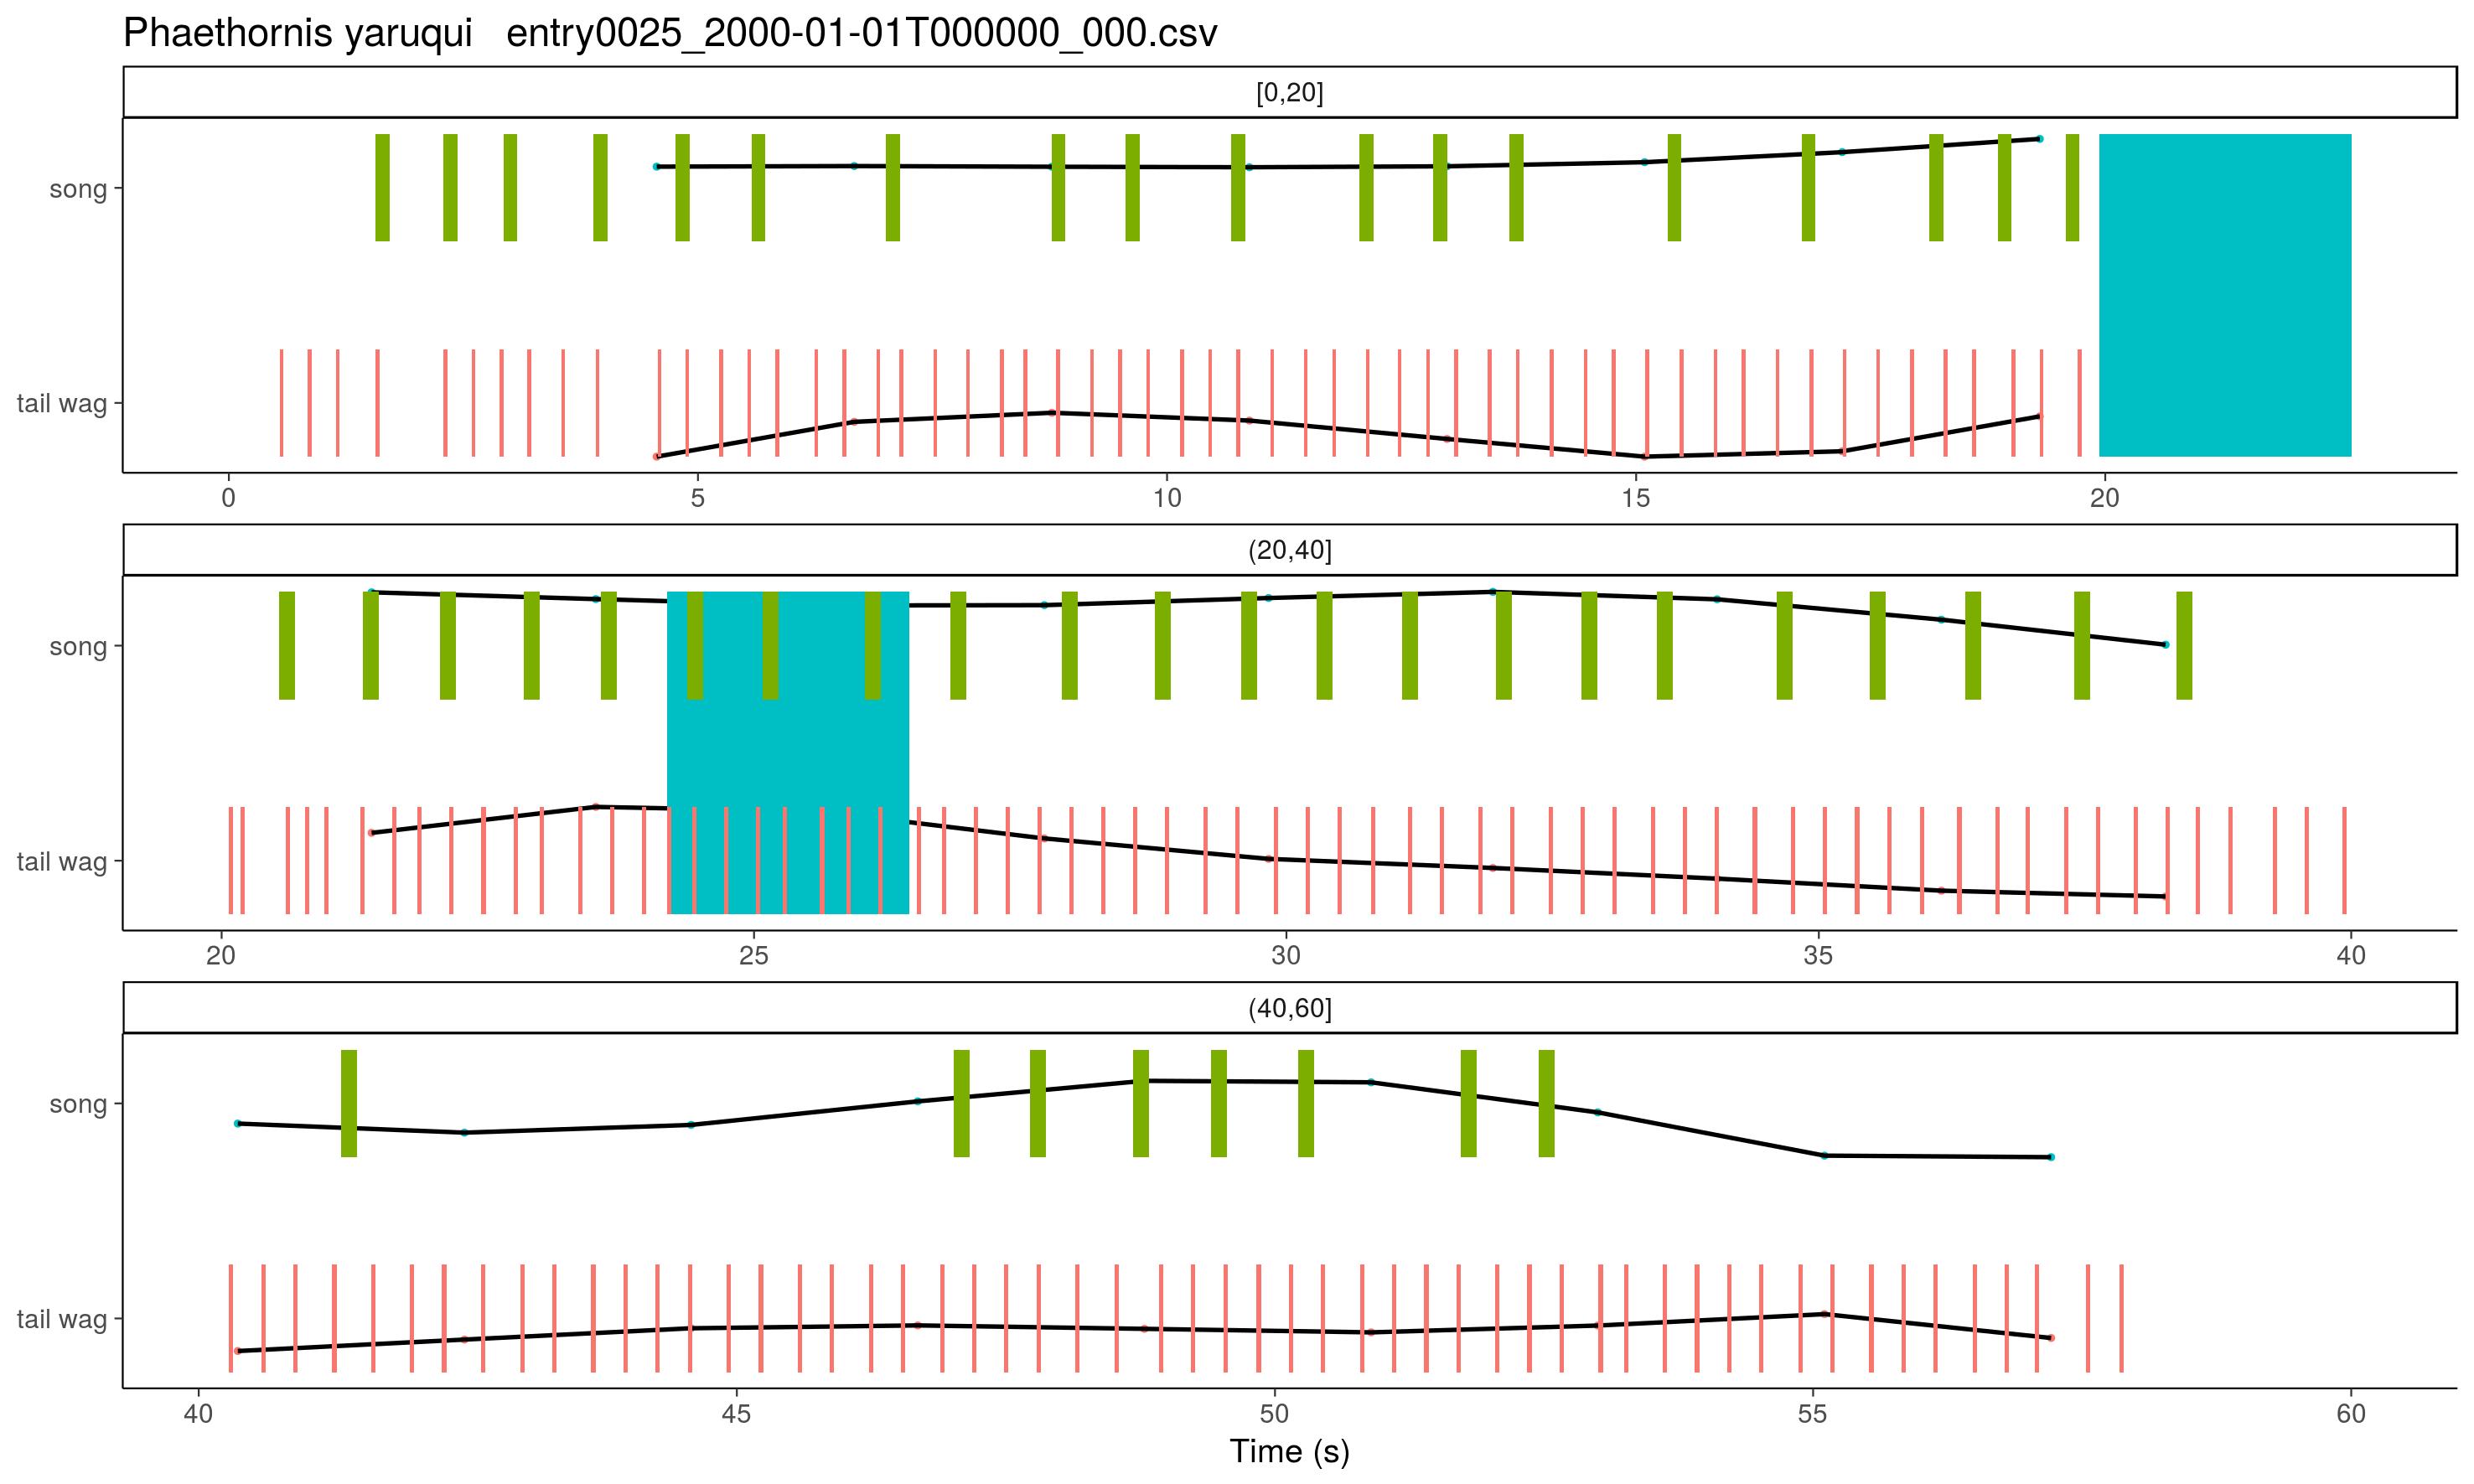 Phaethornis yaruqui   entry0025_2000-01-01T000000_000.csv
[0,20]
song
tail wag
0 5 10 15 20
(20,40]
song
tail wag
20 25 30 35 40
(40,60]
song
tail wag
40 45 50 55 60
Time (s)